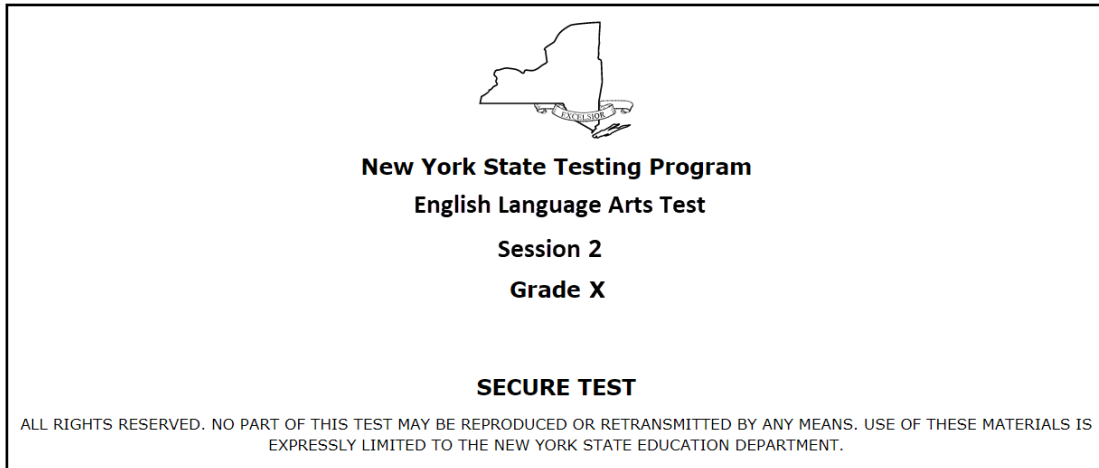 EXCELSIOR
New York State Testing Program
English Language Arts Test
Session 2
Grade X
SECURE TEST
ALL RIGHTS RESERVED. NO PART OF THIS TEST MAY BE REPRODUCED OR RETRANSMITTED BY ANY MEANS. USE OF THESE MATERIALS IS
EXPRESSLY LIMITED TO THE NEW YORK STATE EDUCATION DEPARTMENT.